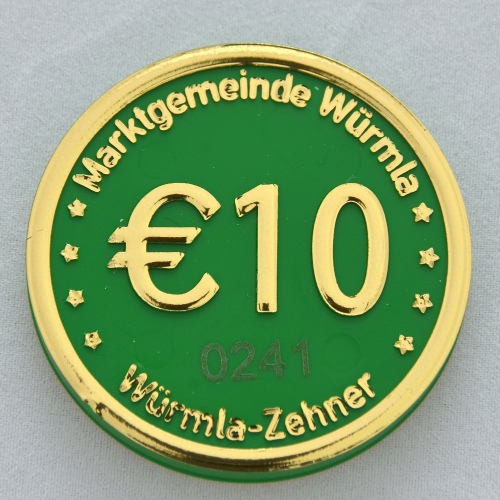 Marktgemeinde Würmla
€10
0241
Würmla-Zehner